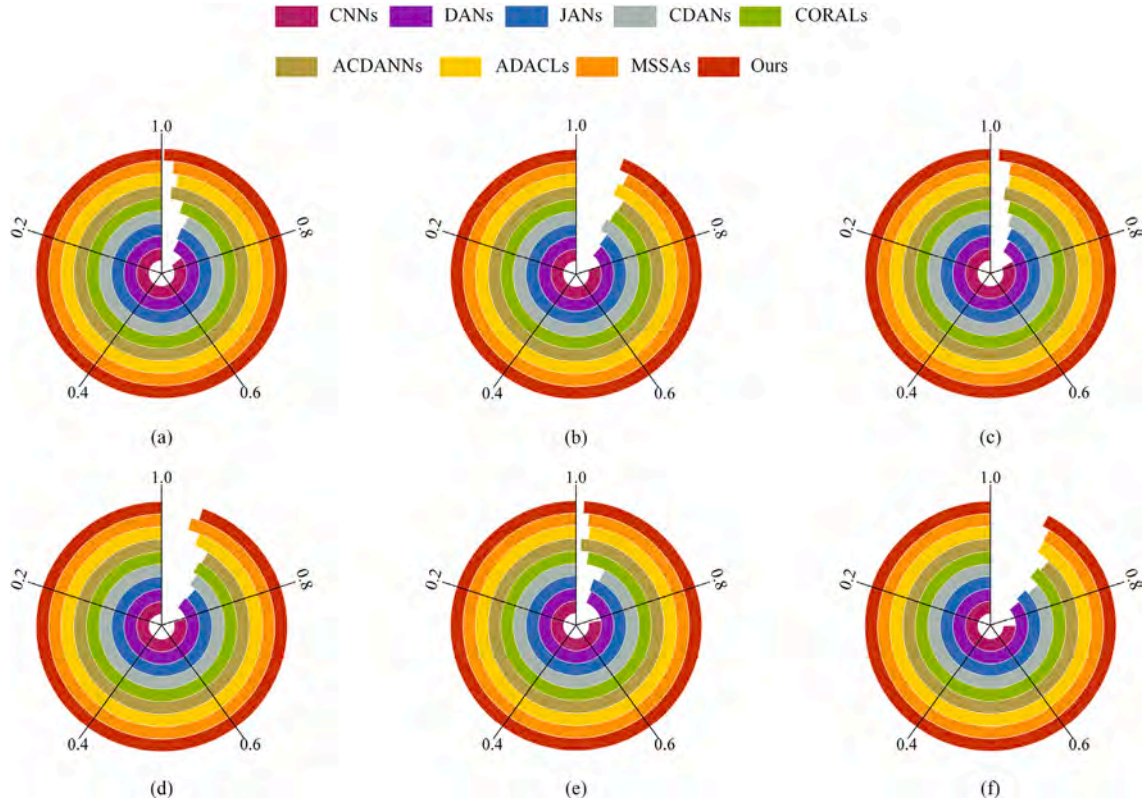 CNNs DANs JANs CDANs CORALs
ACDANNs ADACLs MSSAs Ours
1.0 1.0 1.0
0.2 0.8 0.2 0.8 0.2 0.8
0.4 0.6 0.4 0.6 0.4 0.6
(a) (b) (c)
1.0 1.0 1.0
0.2 0.8 0.2 0.8 0.2 0.8
0.4 0.6 0.4 0.6 0.4 0.6
(d) (e) (f)